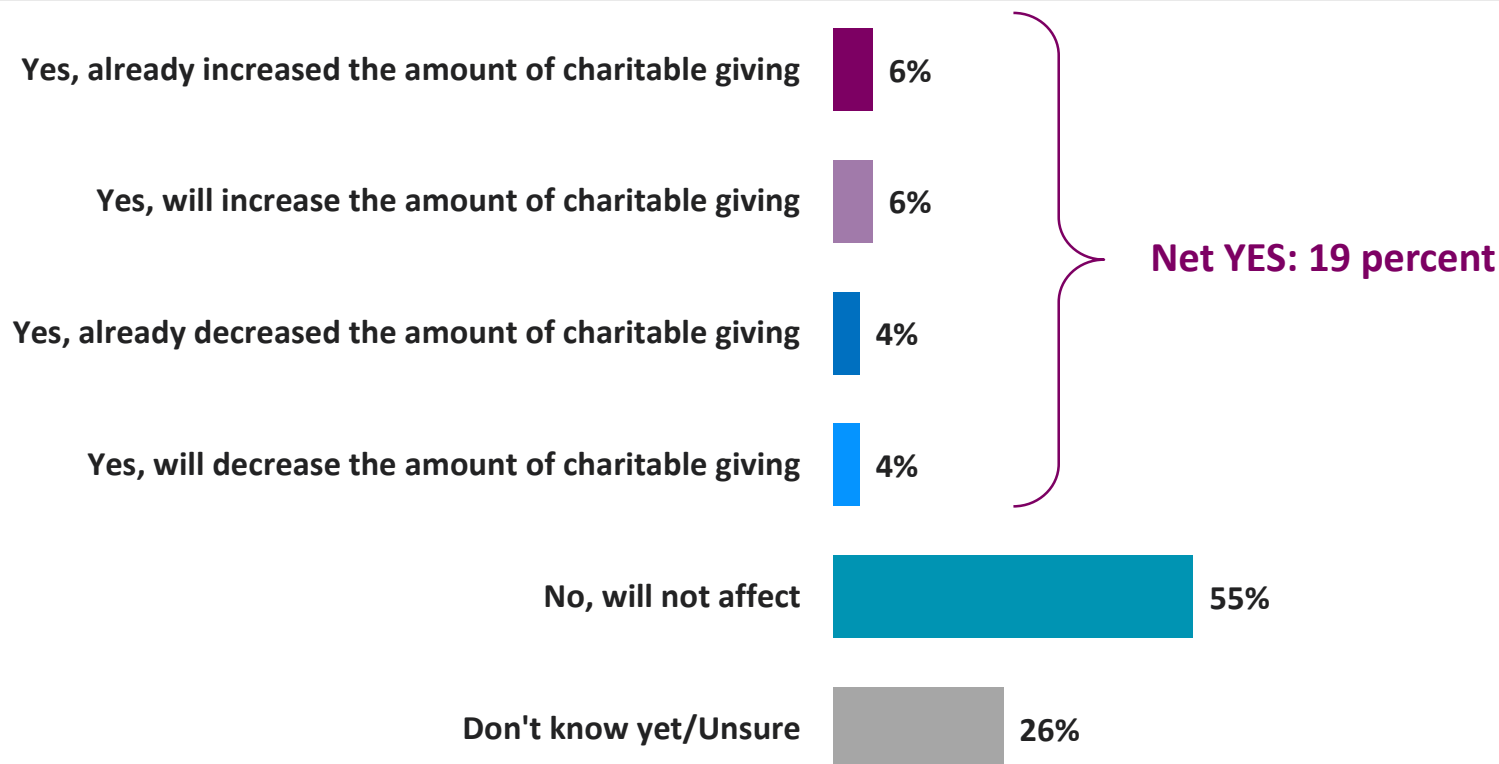 Yes, already increased the amount of charitable giving 6%
Yes, will increase the amount of charitable giving 6%
Net YES: 19 percent
Yes, already decreased the amount of charitable giving 4%
Yes, will decrease the amount of charitable giving 4%
No, will not affect 55%
Don't know yet/Unsure 26%